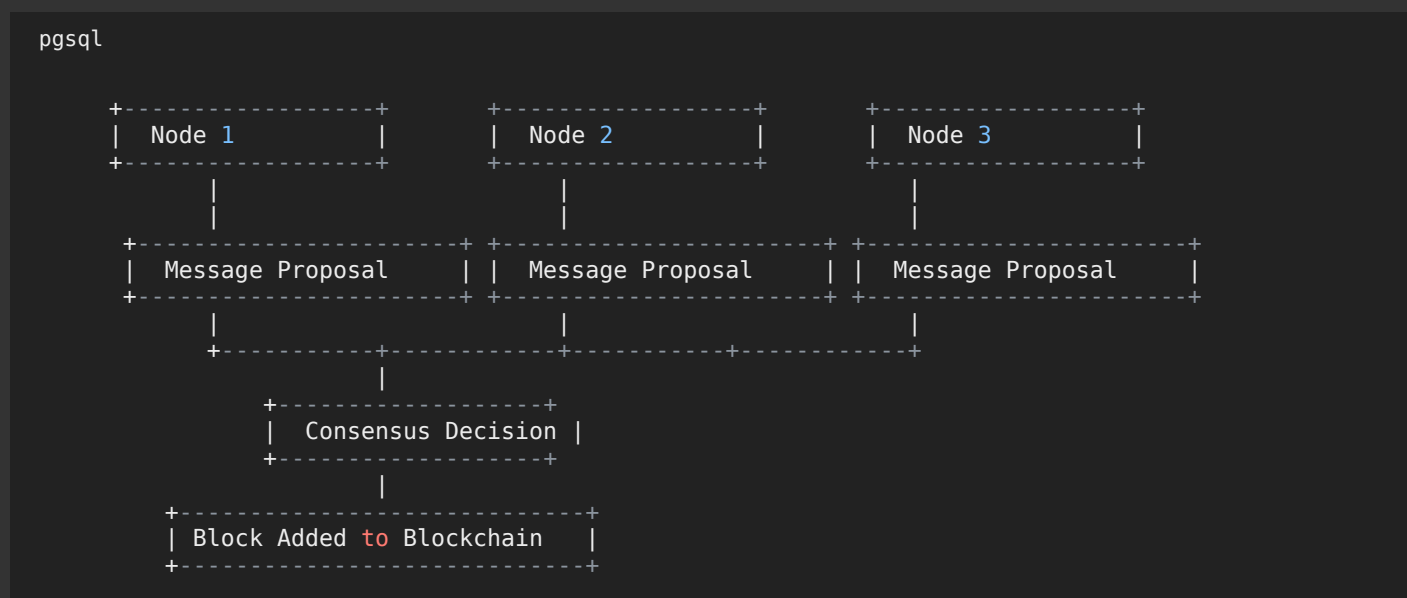 pgsql
Node 1 Node 2 Node 3
Message Proposal Message Proposal Message Proposal
Consensus Decision
Block Added to Blockchain